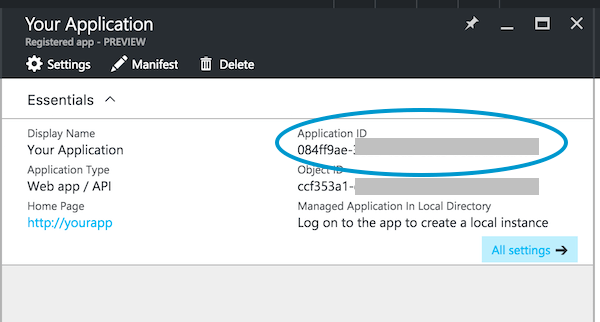 Your Application
Registered app - PREVIEW
Settings Manifest Delete
Essentials
Display Name
Your Application
Application Type
Web app / API
Home Page
http://yourapp
Application ID
084ff9ae-
Object ID
ccf353a1-
Managed Application In Local Directory
Log on to the app to create a local instance
All settings